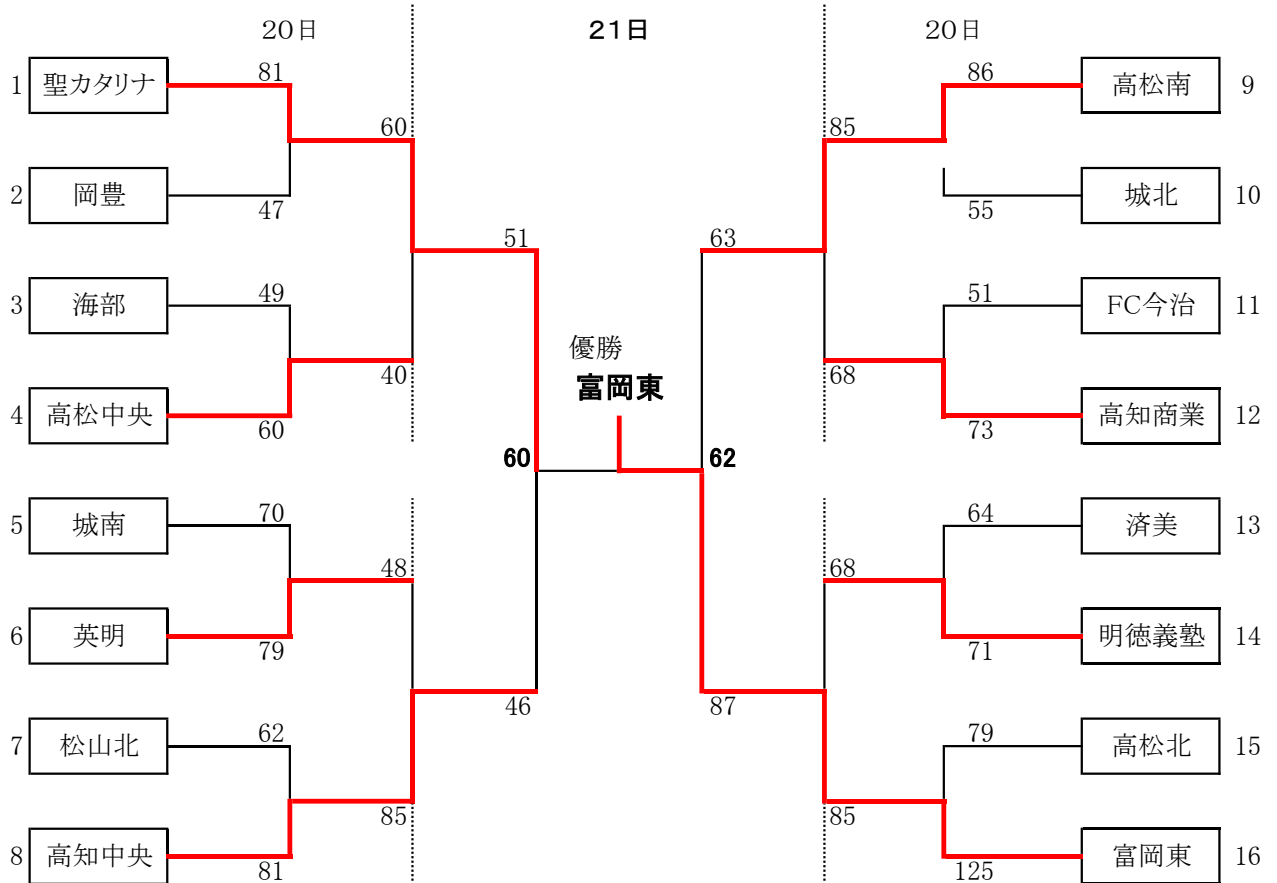 20日 21日 20日
81 86
1 聖カタリナ 高松南 9
60 85
2 岡豊 城北 10
47 55
51 63
49 51
3 海部 FC今治 11
優勝
40 富岡東 68
4 高松中央 高知商業 12
60 73
60 62
70 64
5 城南 済美 13
48 68
6 英明 明徳義塾 14
79 71
46 87
62 79
7 松山北 高松北 15
85 85
8 高知中央 富岡東 16
81 125